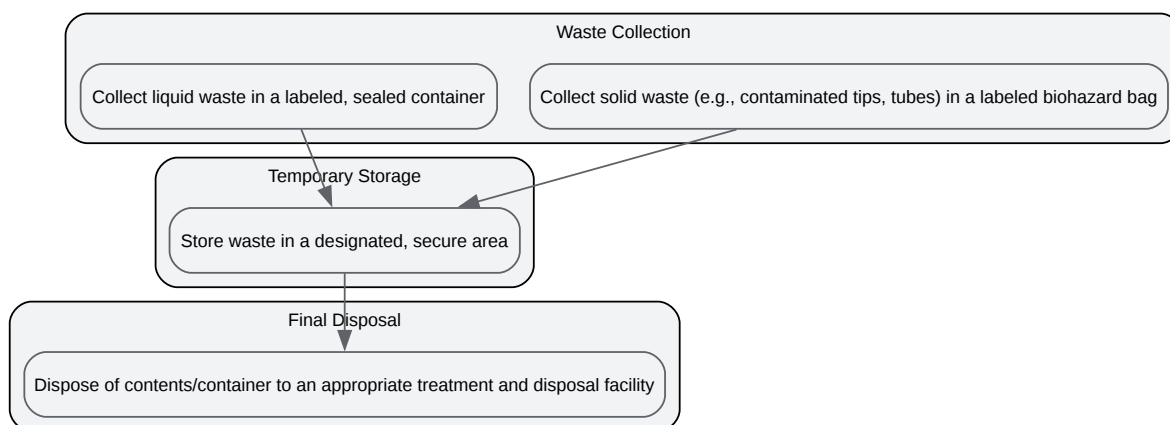 Waste Collection
Collect liquid waste in a labeled, sealed container
Collect solid waste (e.g., contaminated tips, tubes) in a labeled biohazard bag
Temporary Storage
Store waste in a designated, secure area
Final Disposal
Dispose of contents/container to an appropriate treatment and disposal facility